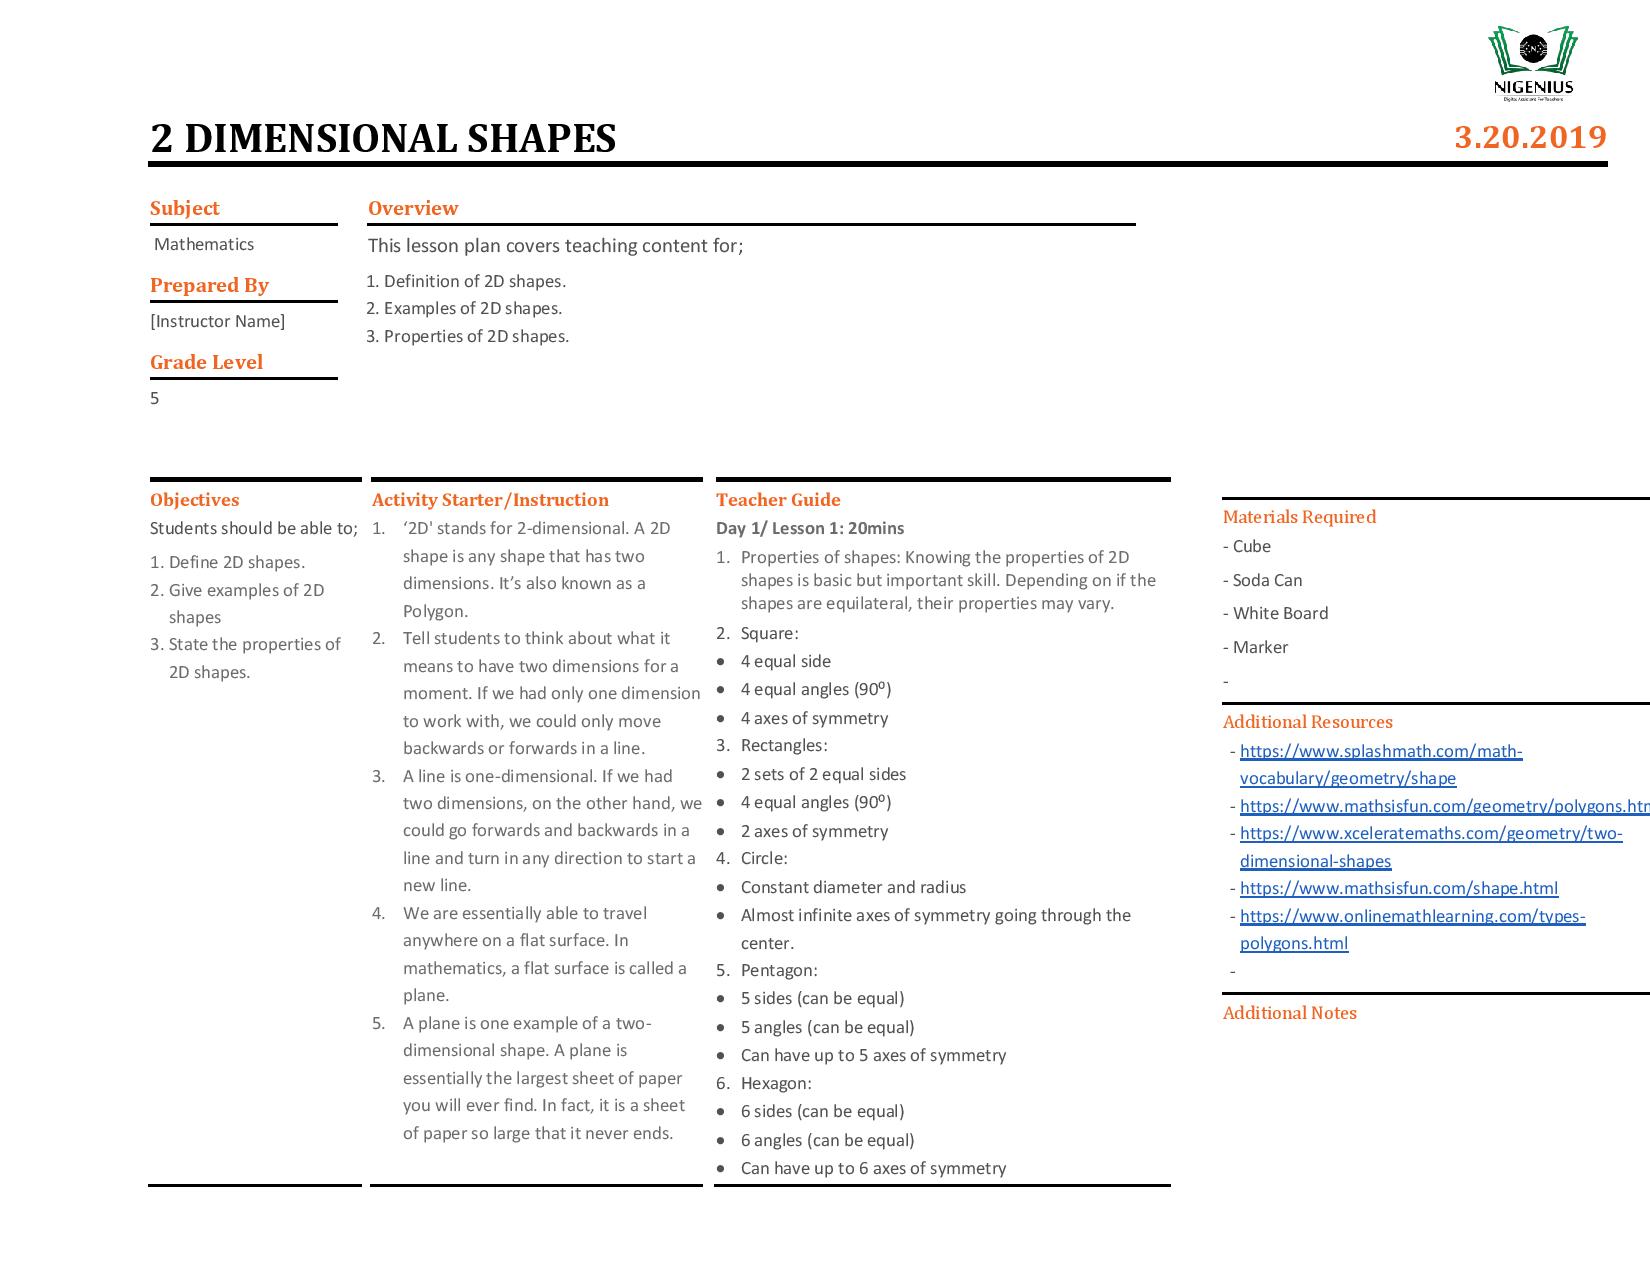 NIGENIUS
Digital Assistant For Teachers
2 DIMENSIONAL SHAPES
3.20.2019
Subject
Mathematics
Prepared By
[Instructor Name]
Grade Level
5
Overview
This lesson plan covers teaching content for;
1. Definition of 2D shapes.
2. Examples of 2D shapes.
3. Properties of 2D shapes.
Objectives
Students should be able to;
1. Define 2D shapes.
2. Give examples of 2D
shapes
3. State the properties of
2D shapes.
Activity Starter/Instruction
1. ‘2D' stands for 2-dimensional. A 2D
shape is any shape that has two
dimensions. It’s also known as a
Polygon.
2. Tell students to think about what it
means to have two dimensions for a
moment. If we had only one dimension
to work with, we could only move
backwards or forwards in a line.
3. A line is one-dimensional. If we had
two dimensions, on the other hand, we
could go forwards and backwards in a
line and turn in any direction to start a
new line.
4. We are essentially able to travel
anywhere on a flat surface. In
mathematics, a flat surface is called a
plane.
5. A plane is one example of a two-
dimensional shape. A plane is
essentially the largest sheet of paper
you will ever find. In fact, it is a sheet
of paper so large that it never ends.
Teacher Guide
Day 1/ Lesson 1: 20mins
1. Properties of shapes: Knowing the properties of 2D
shapes is basic but important skill. Depending on if the
shapes are equilateral, their properties may vary.
2. Square:
• 4 equal side
• 4 equal angles (90⁰)
• 4 axes of symmetry
3. Rectangles:
• 2 sets of 2 equal sides
• 4 equal angles (90⁰)
• 2 axes of symmetry
4. Circle:
• Constant diameter and radius
• Almost infinite axes of symmetry going through the
center.
5. Pentagon:
• 5 sides (can be equal)
• 5 angles (can be equal)
• Can have up to 5 axes of symmetry
6. Hexagon:
• 6 sides (can be equal)
• 6 angles (can be equal)
• Can have up to 6 axes of symmetry
Materials Required
- Cube
- Soda Can
- White Board
- Marker
-
Additional Resources
- https://www.splashmath.com/math-
vocabulary/geometry/shape
- https://www.mathsisfun.com/geometry/polygons.htm
- https://www.xceleratemaths.com/geometry/two-
dimensional-shapes
- https://www.mathsisfun.com/shape.html
- https://www.onlinemathlearning.com/types-
polygons.html
-
Additional Notes